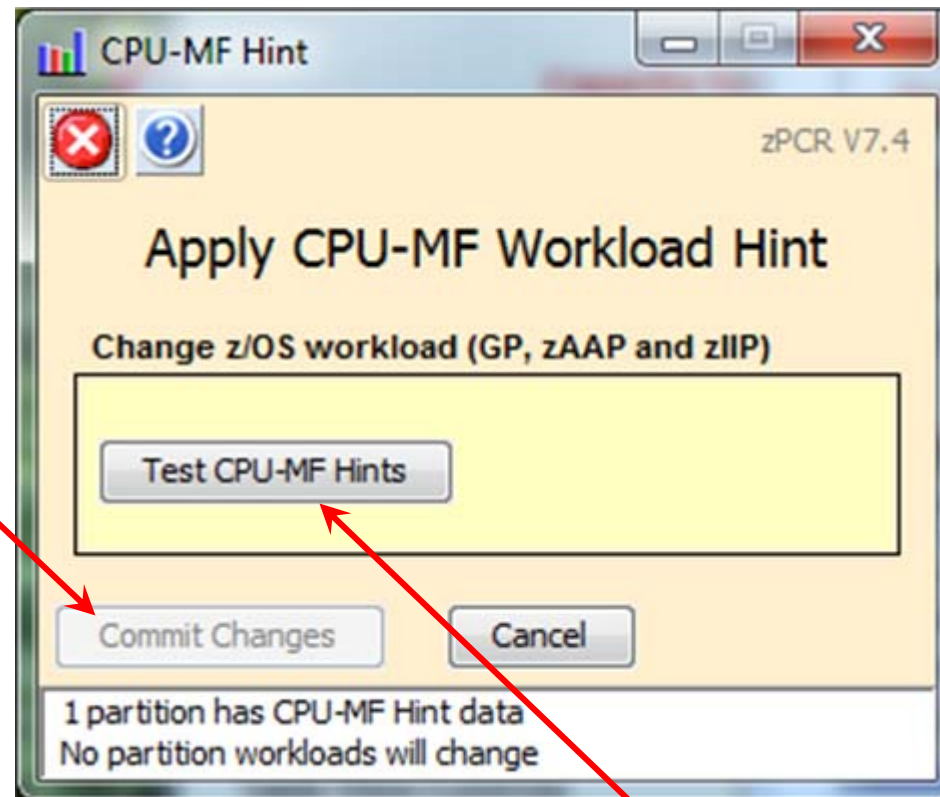 CPU-MF Hint
zPCR V7.4
Apply CPU-MF Workload Hint
Change z/OS workload (GP, zAAP and zIIP)
Test CPU-MF Hints
Commit Changes
Cancel
1 partition has CPU-MF Hint data
No partition workloads will change